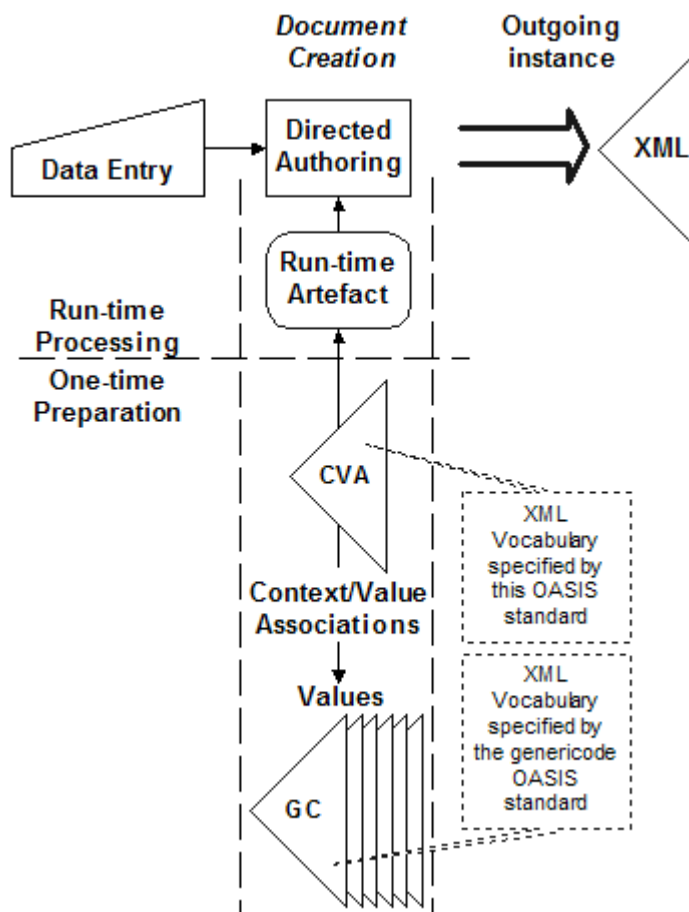 Document
Creation
Outgoing
instance
Data Entry
Directed
Authoring
XML
Run-time
Artefact
Run-time
Processing
One-time
Preparation
CVA
XML
Vocabulary
specified by
this OASIS
standard
Context/Value
Associations
Values
XML
Vocabulary
specified by
the genericode
OASIS
standard
GC